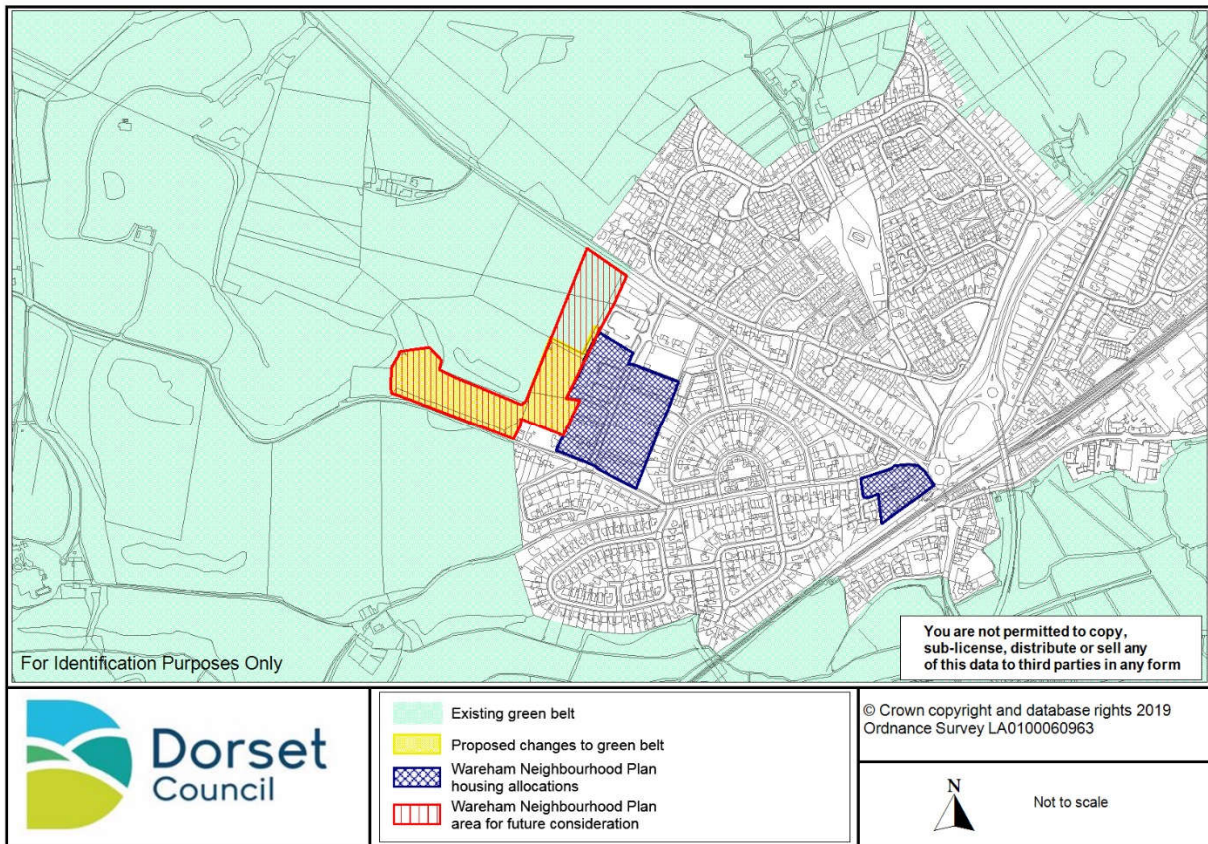 For Identification Purposes Only
You are not permitted to copy,
sub-license, distribute or sell any
of this data to third parties in any form
Dorset
Council
Existing green belt
Proposed changes to green belt
Wareham Neighbourhood Plan
housing allocations
Wareham Neighbourhood Plan
area for future consideration
© Crown copyright and database rights 2019
Ordnance Survey LA0100060963
N
Not to scale